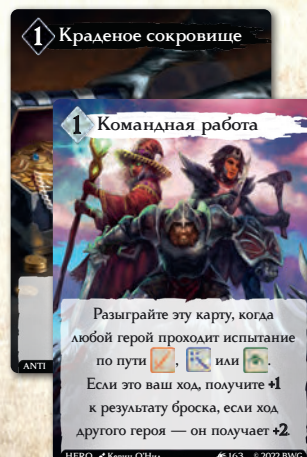 1 Краденое сокровище
1 Командная работа
Разыграйте эту карту, когда
любой герой проходит испытание
по пути , или .
Если это ваш ход, получите +1
к результату броска, если ход
другого героя — он получает +2.
ANTI
HERO Кевин О'Нил 163 © 2022 BWG